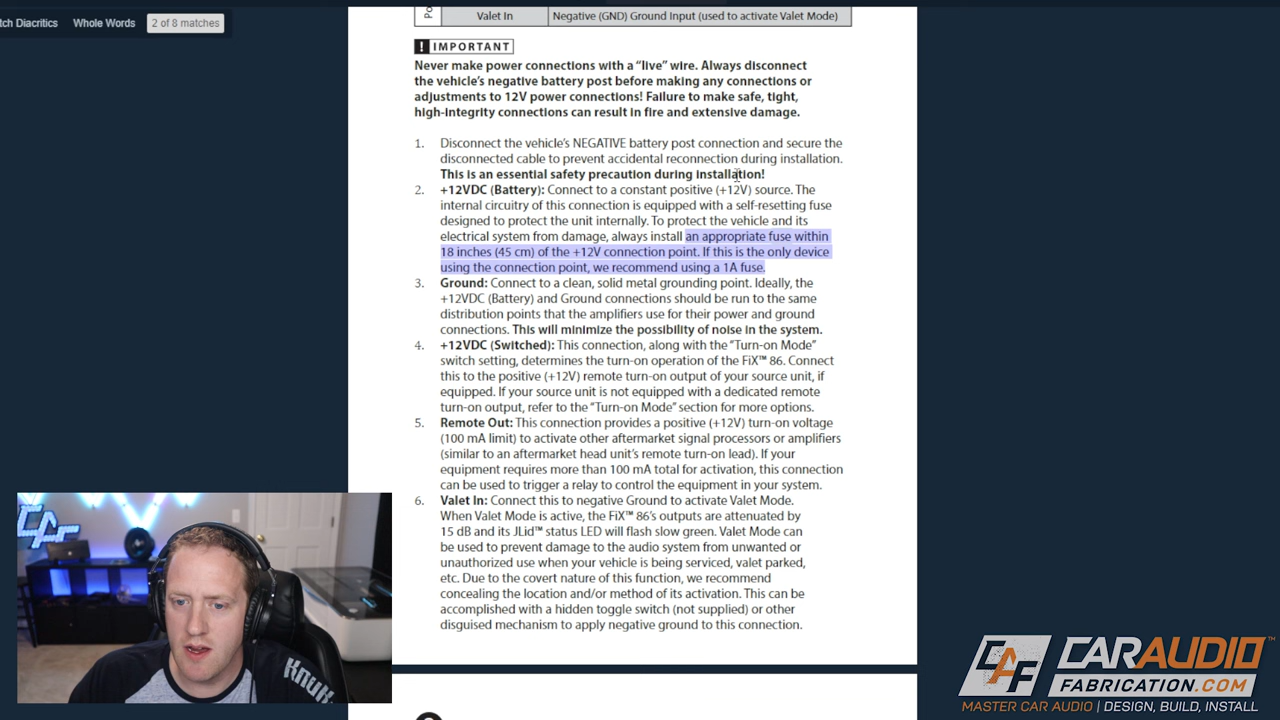 tch Diacritics
Whole Words
2 of 8 matches
Po
Valet In
Negative (GND) Ground Input (used to activate Valet Mode)
! IMPORTANT
Never make power connections with a “live” wire. Always disconnect
the vehicle’s negative battery post before making any connections or
adjustments to 12V power connections! Failure to make safe, tight,
high-integrity connections can result in fire and extensive damage.
1. Disconnect the vehicle’s NEGATIVE battery post connection and secure the
disconnected cable to prevent accidental reconnection during installation.
This is an essential safety precaution during installation!
2. +12VDC (Battery): Connect to a constant positive (+12V) source. The
internal circuitry of this connection is equipped with a self-resetting fuse
designed to protect the unit internally. To protect the vehicle and its
electrical system from damage, always install an appropriate fuse within
18 inches (45 cm) of the +12V connection point. If this is the only device
using the connection point, we recommend using a 1A fuse.
3. Ground: Connect to a clean, solid metal grounding point. Ideally, the
+12VDC (Battery) and Ground connections should be run to the same
distribution points that the amplifiers use for their power and ground
connections. This will minimize the possibility of noise in the system.
4. +12VDC (Switched): This connection, along with the “Turn-on Mode”
switch setting, determines the turn-on operation of the FiX™ 86. Connect
this to the positive (+12V) remote turn-on output of your source unit, if
equipped. If your source unit is not equipped with a dedicated remote
turn-on output, refer to the “Turn-on Mode” section for more options.
5. Remote Out: This connection provides a positive (+12V) turn-on voltage
(100 mA limit) to activate other aftermarket signal processors or amplifiers
(similar to an aftermarket head unit’s remote turn-on lead). If your
equipment requires more than 100 mA total for activation, this connection
can be used to trigger a relay to control the equipment in your system.
6. Valet In: Connect this to negative Ground to activate Valet Mode.
When Valet Mode is active, the FiX™ 86’s outputs are attenuated by
15 dB and its JLid™ status LED will flash slow green. Valet Mode can
be used to prevent damage to the audio system from unwanted or
unauthorized use when your vehicle is being serviced, valet parked,
etc. Due to the covert nature of this function, we recommend
concealing the location and/or method of its activation. This can be
accomplished with a hidden toggle switch (not supplied) or other
disguised mechanism to apply negative ground to this connection.
CAF
CARAUDIO™
FABRICATION.COM
MASTER CAR AUDIO | DESIGN, BUILD, INSTALL